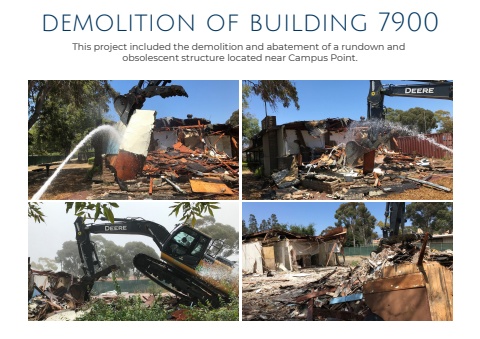 DEMOLITION OF BUILDING 7900
This project included the demolition and abatement of a rundown and
obsolescent structure located near Campus Point.
DEERE
DEERE